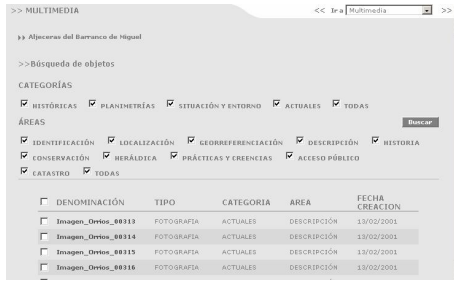 >> MULTIMEDIA << Ir a Multimedia >>
Aljeceras del Barranco de Miguel
>>Búsqueda de objetos
CATEGORÍAS
HISTÓRICAS PLANIMETRÍAS SITUACIÓN Y ENTORNO ACTUALES TODAS
ÁREAS Buscar
IDENTIFICACIÓN LOCALIZACIÓN GEORREFERENCIACIÓN DESCRIPCIÓN HISTORIA
CONSERVACIÓN HERÁLDICA PRÁCTICAS Y CREENCIAS ACCESO PÚBLICO
CATASTRO TODAS
DENOMINACIÓN TIPO CATEGORIA AREA FECHA CREACION
Imagen_Orrios_00313 FOTOGRAFIA ACTUALES DESCRIPCIÓN 13/02/2001
Imagen_Orrios_00314 FOTOGRAFIA ACTUALES DESCRIPCIÓN 13/02/2001
Imagen_Orrios_00315 FOTOGRAFIA ACTUALES DESCRIPCIÓN 13/02/2001
Imagen_Orrios_00316 FOTOGRAFIA ACTUALES DESCRIPCIÓN 13/02/2001